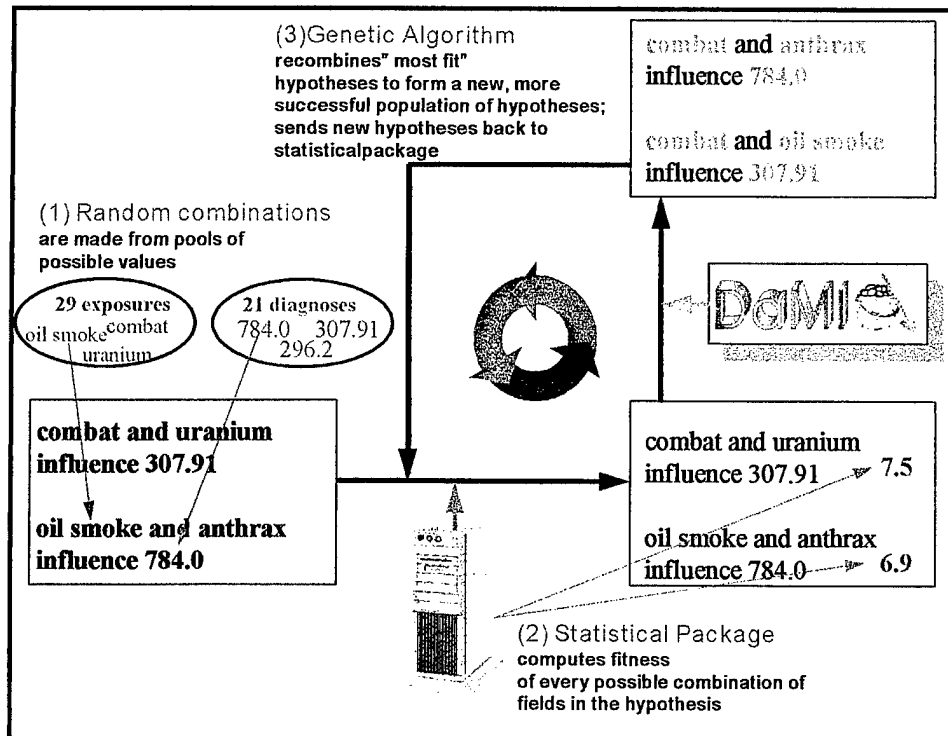 (3)Genetic Algorithm
recombines" most fit"
hypotheses to form a new, more
successful population of hypotheses;
sends new hypotheses back to
statisticalpackage
combat and anthrax
influence 784.0
combat and oil smoke
influence 307.91
(1) Random combinations
are made from pools of
possible values
29 exposures
oil smoke combat
uranium
21 diagnoses
784.0 307.91
296.2
DaMI
combat and uranium
influence 307.91
oil smoke and anthrax
influence 784.0
combat and uranium
influence 307.91 7.5
oil smoke and anthrax
influence 784.0 6.9
(2) Statistical Package
computes fitness
of every possible combination of
fields in the hypothesis